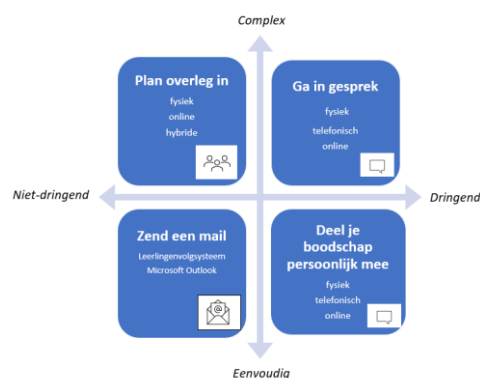 Complex
Plan overleg in
fysiek
online
hybride
Ga in gesprek
fysiek
telefonisch
online
Niet-dringend
Dringend
Zend een mail
Leerlingenvolgsysteem
Microsoft Outlook
@
Deel je
boodschap
persoonlijk mee
fysiek
telefonisch
online
Eenvoudig